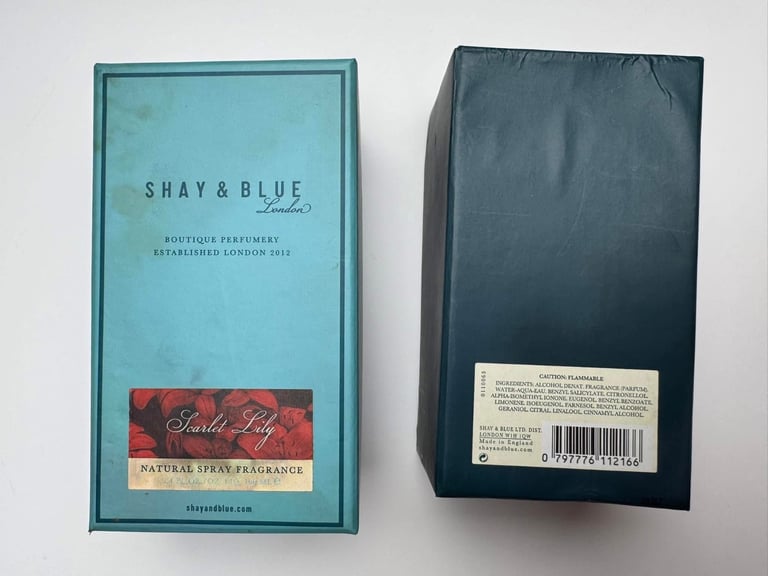 SHAY & BLUE
London
BOUTIQUE PERFUMERY
ESTABLISHED LONDON 2012
Scarlet Lily
NATURAL SPRAY FRAGRANCE
shayandblue.com
0110063
CAUTION: FLAMMABLE
INGREDIENTS: ALCOHOL DENAT. FRAGRANCE (PARFUM).
WATER-AQUA-EAU. BENZYL SALICYLATE. CITRONELLOL.
ALPHA-ISOMETHYL IONONE. EUGENOL. BENZYL BENZOATE.
LIMONENE. ISOEUGENOL. FARNESOL. BENZYL ALCOHOL.
GERANIOL. CITRAL. LINALOOL. CINNAMYL ALCOHOL.
SHAY & BLUE LTD. DIST.
LONDON W1H 1QW
Made in England
shayandblue.com
0 797776 112166